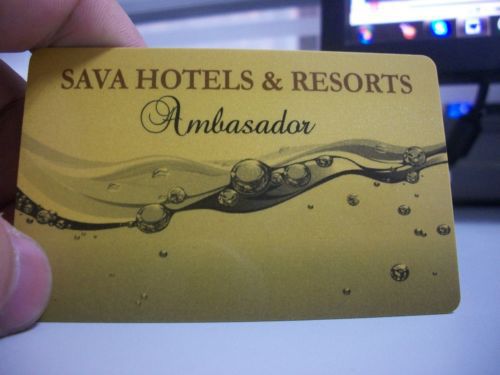 SAVA HOTELS & RESORTS
Ambasador